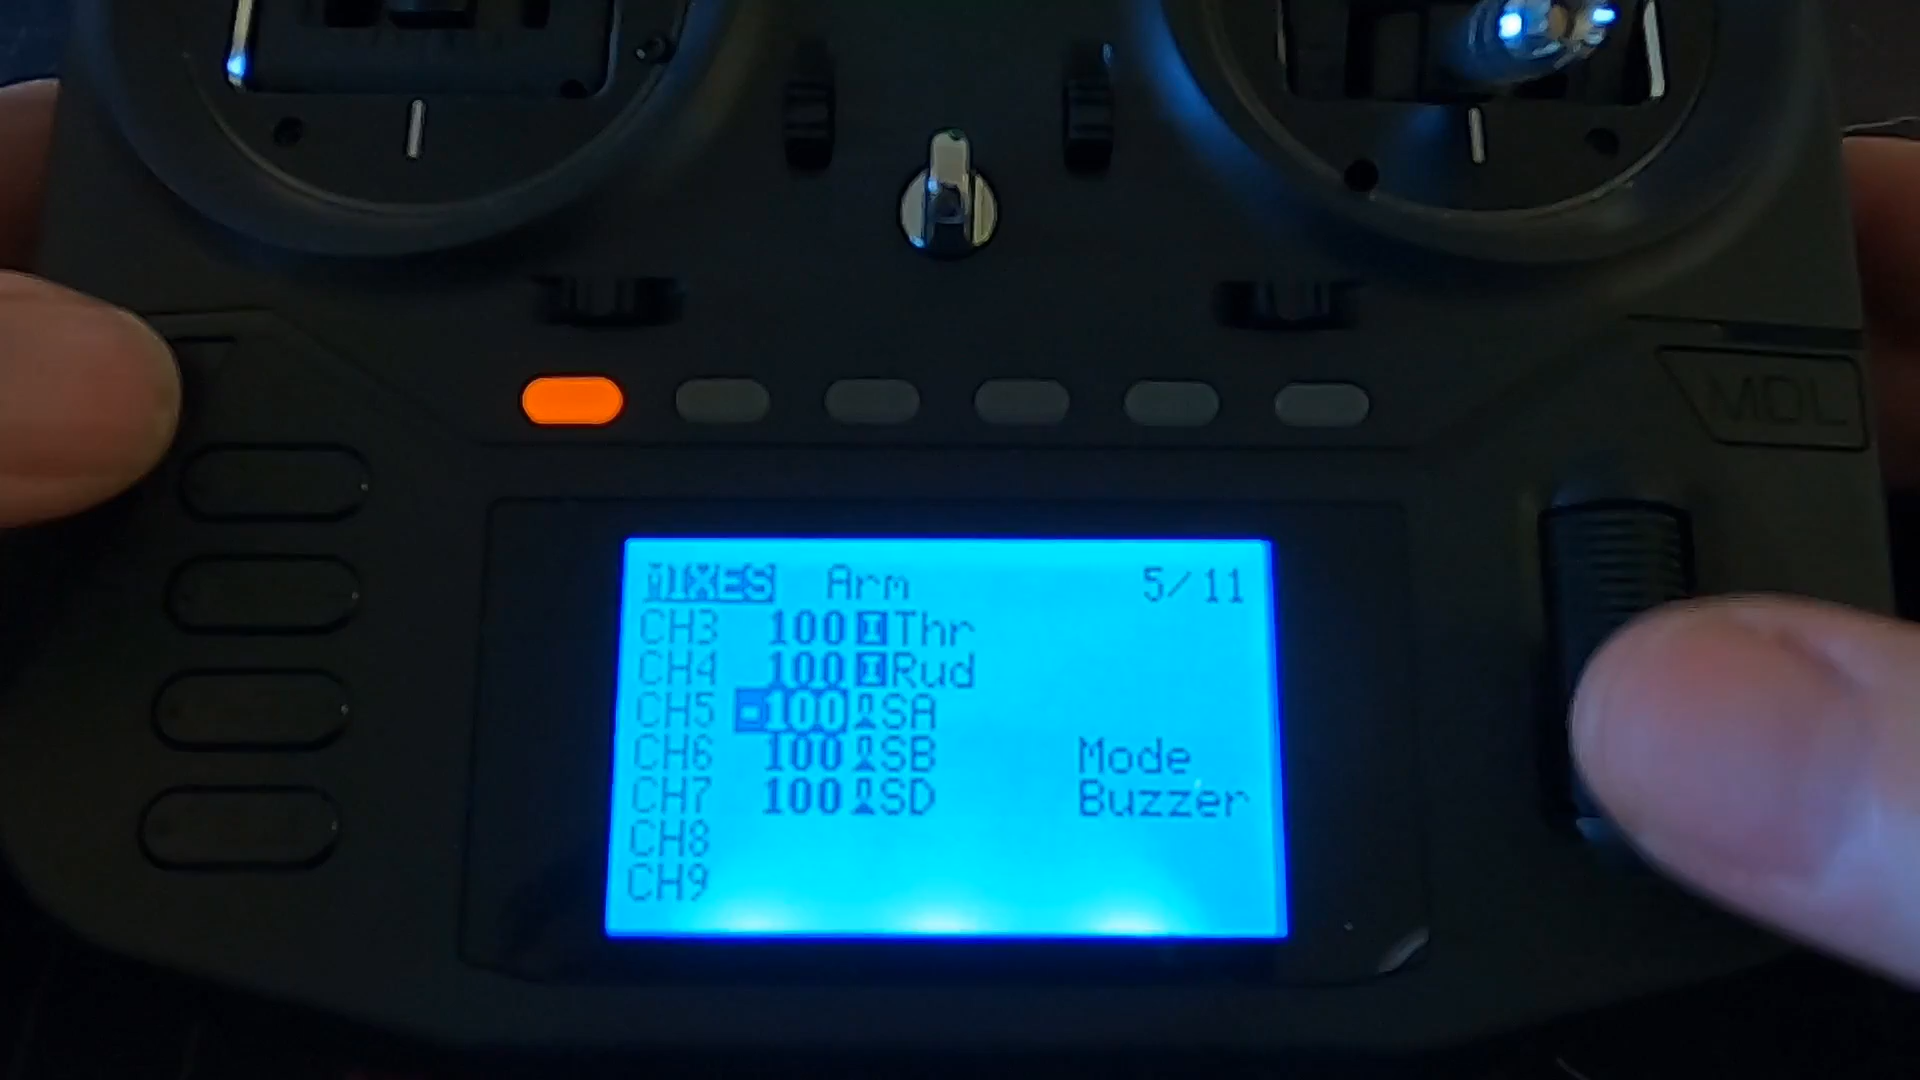 MDL
MIXES Arm 5/11
CH3 100 Thr
CH4 100 Rud
CH5 -100 SA
CH6 100 SB Mode
CH7 100 SD Buzzer
CH8
CH9